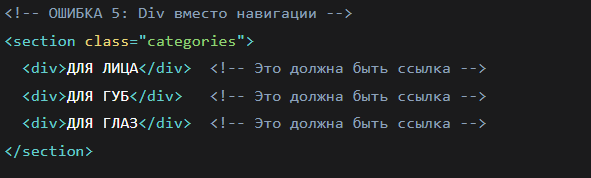 <!-- ОШИБКА 5: Div вместо навигации -->
<section class="categories">
  <div>ДЛЯ ЛИЦА</div>  <!-- Это должна быть ссылка -->
  <div>ДЛЯ ГУБ</div>   <!-- Это должна быть ссылка -->
  <div>ДЛЯ ГЛАЗ</div>  <!-- Это должна быть ссылка -->
</section>